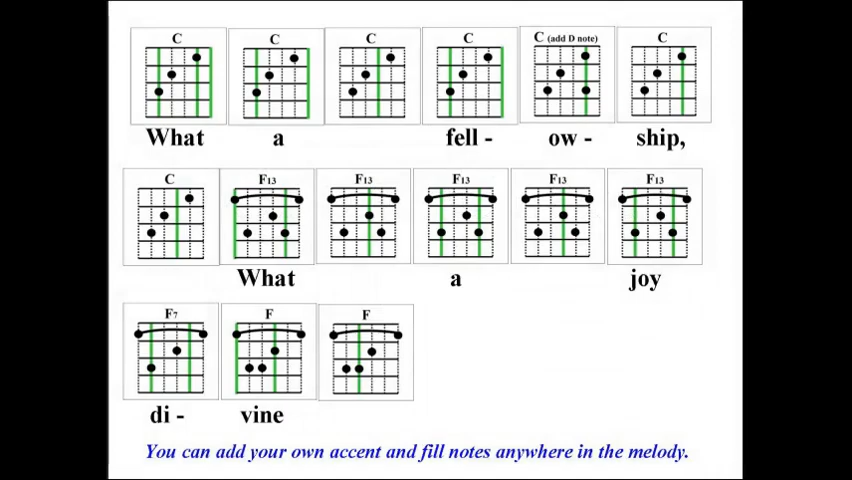 C C C C C (add D note) C
What a fell - ow - ship,
C F13 F13 F13 F13 F13
What a joy
F7 F F
di - vine
You can add your own accent and fill notes anywhere in the melody.